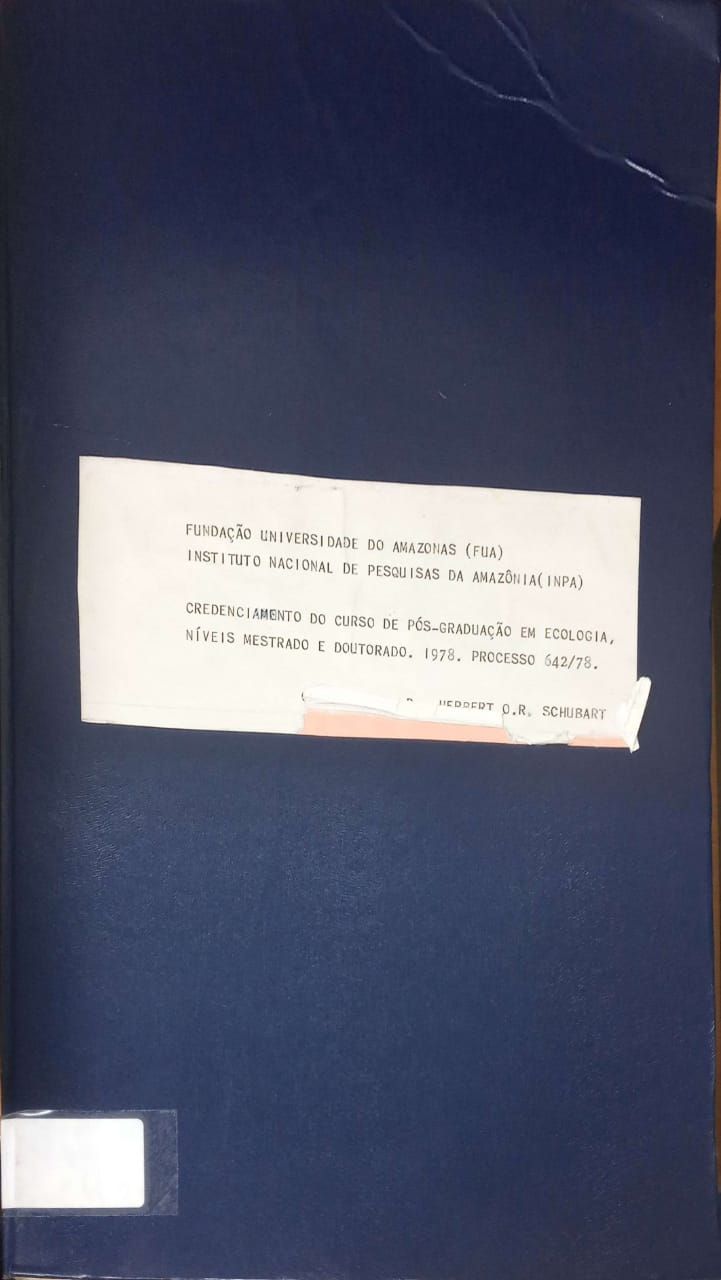 FUNDAÇÃO UNIVERSIDADE DO AMAZONAS (FUA)
INSTITUTO NACIONAL DE PESQUISAS DA AMAZÔNIA(INPA)
CREDENCIAMENTO DO CURSO DE PÓS-GRADUAÇÃO EM ECOLOGIA,
NÍVEIS MESTRADO E DOUTORADO. 1978. PROCESSO 642/78.
HERBERT O.R. SCHUBART